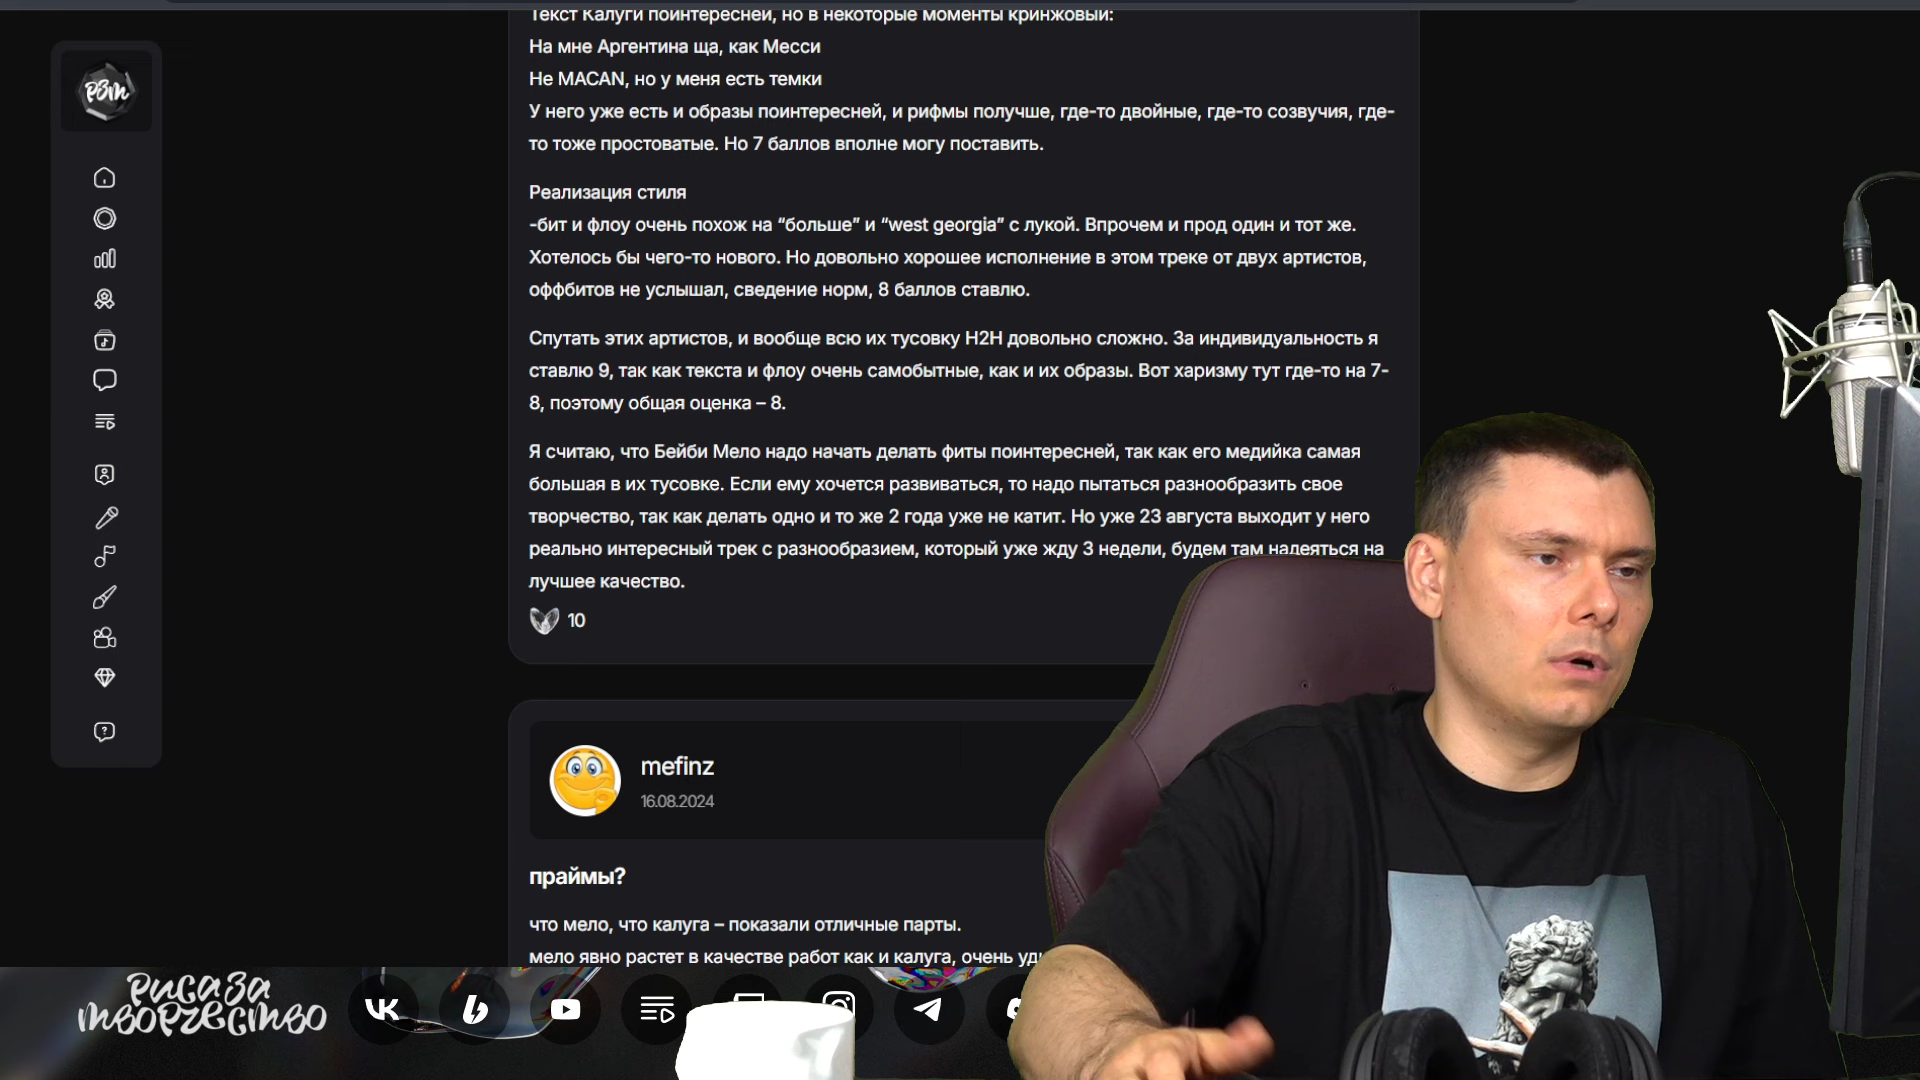 Текст Калуги поинтересней, но в некоторые моменты кринжовый:
На мне Аргентина ща, как Месси
Не MACAN, но у меня есть темки
У него уже есть и образы поинтересней, и рифмы получше, где-то двойные, где-то созвучия, где-
то тоже простоватые. Но 7 баллов вполне могу поставить.
Реализация стиля
-бит и флоу очень похож на “больше” и “west georgia” с лукой. Впрочем и прод один и тот же.
Хотелось бы чего-то нового. Но довольно хорошее исполнение в этом треке от двух артистов,
оффбитов не услышал, сведение норм, 8 баллов ставлю.
Спутать этих артистов, и вообще всю их тусовку H2H довольно сложно. За индивидуальность я
ставлю 9, так как текста и флоу очень самобытные, как и их образы. Вот харизму тут где-то на 7-
8, поэтому общая оценка – 8.
Я считаю, что Бейби Мело надо начать делать фиты поинтересней, так как его медийка самая
большая в их тусовке. Если ему хочется развиваться, то надо пытаться разнообразить свое
творчество, так как делать одно и то же 2 года уже не катит. Но уже 23 августа выходит у него
реально интересный трек с разнообразием, который уже жду 3 недели, будем там надеяться на
лучшее качество.
10
mefinz
16.08.2024
праймы?
что мело, что калуга – показали отличные парты.
мело явно растет в качестве работ как и калуга, очень
РЗТ
риса за
творчество